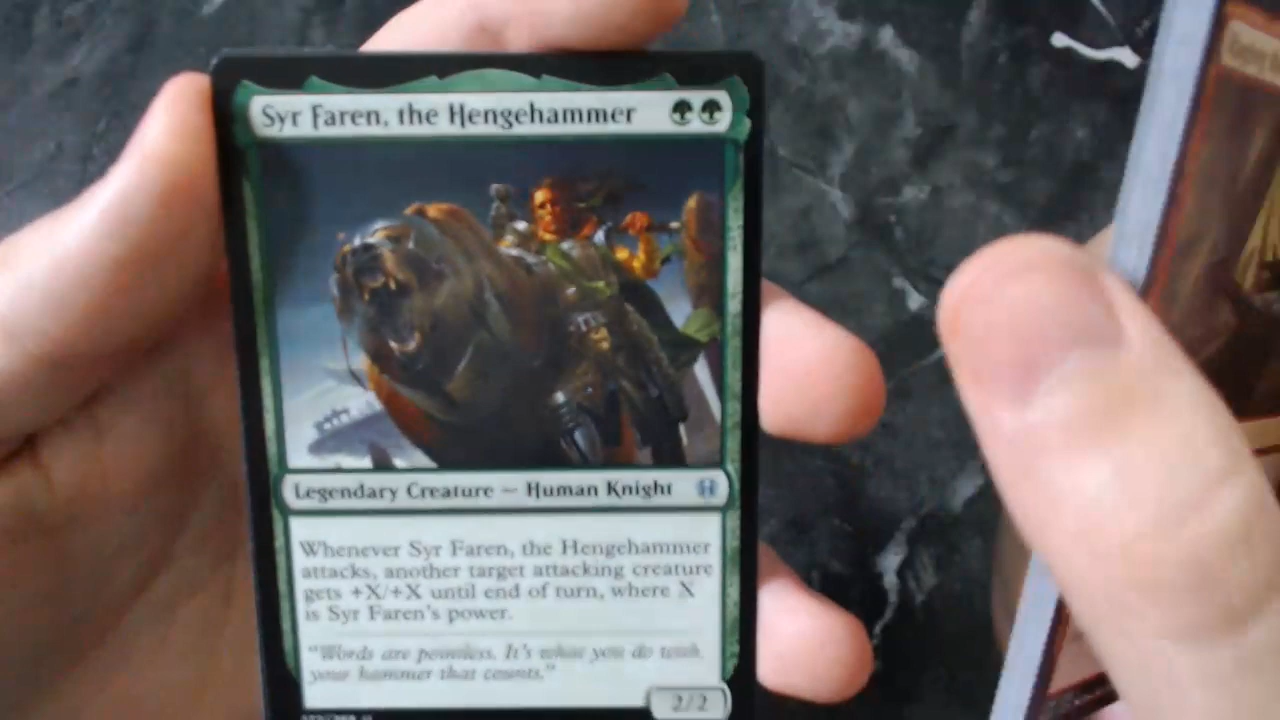 Syr Faren, the Hengehammer
Legendary Creature — Human Knight
Whenever Syr Faren, the Hengehammer
attacks, another target attacking creature
gets +X/+X until end of turn, where X
is Syr Faren's power.
"Words are pointless. It's what you do with
your hammer that counts."
2/2